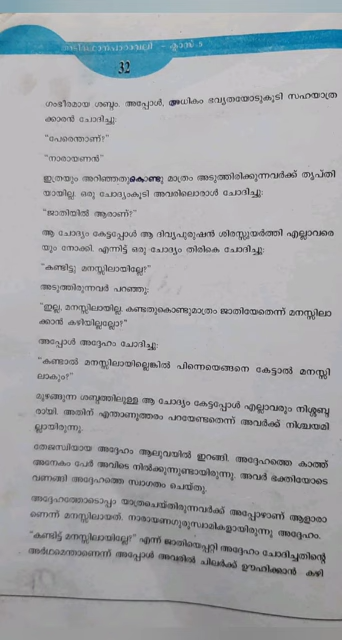 അടിസ്ഥാനപാഠാവലി - ക്ലാസ് 5
32
ഗംഭീരമായ ശബ്ദം. അപ്പോൾ, അധികം ഭവ്യതയോടുകൂടി സഹയാത്ര
ക്കാരൻ ചോദിച്ചു:
"പേരെന്താണ്?"
"നാരായണൻ"
ഇത്രയും അറിഞ്ഞതുകൊണ്ടു മാത്രം അടുത്തിരിക്കുന്നവർക്ക് തൃപ്തി
യായില്ല. ഒരു ചോദ്യംകൂടി അവരിലൊരാൾ ചോദിച്ചു:
"ജാതിയിൽ ആരാണ്?"
ആ ചോദ്യം കേട്ടപ്പോൾ ആ ദിവ്യപുരുഷൻ ശിരസ്സുയർത്തി എല്ലാവരെ
യും നോക്കി. എന്നിട്ട് ഒരു ചോദ്യം തിരികെ ചോദിച്ചു:
"കണ്ടിട്ടു മനസ്സിലായില്ലേ?"
അടുത്തിരുന്നവർ പറഞ്ഞു:
"ഇല്ല. മനസ്സിലായില്ല. കണ്ടതുകൊണ്ടുമാത്രം ജാതിയേതെന്ന് മനസ്സിലാ
ക്കാൻ കഴിയില്ലല്ലോ?"
അപ്പോൾ അദ്ദേഹം ചോദിച്ചു:
"കണ്ടാൽ മനസ്സിലായില്ലെങ്കിൽ പിന്നെയെങ്ങനെ കേട്ടാൽ മനസ്സി
ലാകും?"
മുഴങ്ങുന്ന ശബ്ദത്തിലുള്ള ആ ചോദ്യം കേട്ടപ്പോൾ എല്ലാവരും നിശ്ശബ്ദ
രായി. അതിന് എന്താണുത്തരം പറയേണ്ടതെന്ന് അവർക്ക് നിശ്ചയമി
ല്ലായിരുന്നു.
തേജസ്വിയായ അദ്ദേഹം ആലുവയിൽ ഇറങ്ങി. അദ്ദേഹത്തെ കാത്ത്
അനേകം പേർ അവിടെ നിൽക്കുന്നുണ്ടായിരുന്നു. അവർ ഭക്തിയോടെ
വണങ്ങി അദ്ദേഹത്തെ സ്വാഗതം ചെയ്തു.
അദ്ദേഹത്തോടൊപ്പം യാത്രചെയ്തിരുന്നവർക്ക് അപ്പോഴാണ് ആളാരാ
ണെന്ന് മനസ്സിലായത്. നാരായണഗുരുസ്വാമികളായിരുന്നു അദ്ദേഹം.
"കണ്ടിട്ട് മനസ്സിലായില്ലേ?" എന്ന് ജാതിയെപ്പറ്റി അദ്ദേഹം ചോദിച്ചതിന്റെ
അർഥമെന്താണെന്ന് അപ്പോൾ അവരിൽ ചിലർക്ക് ഊഹിക്കാൻ കഴി